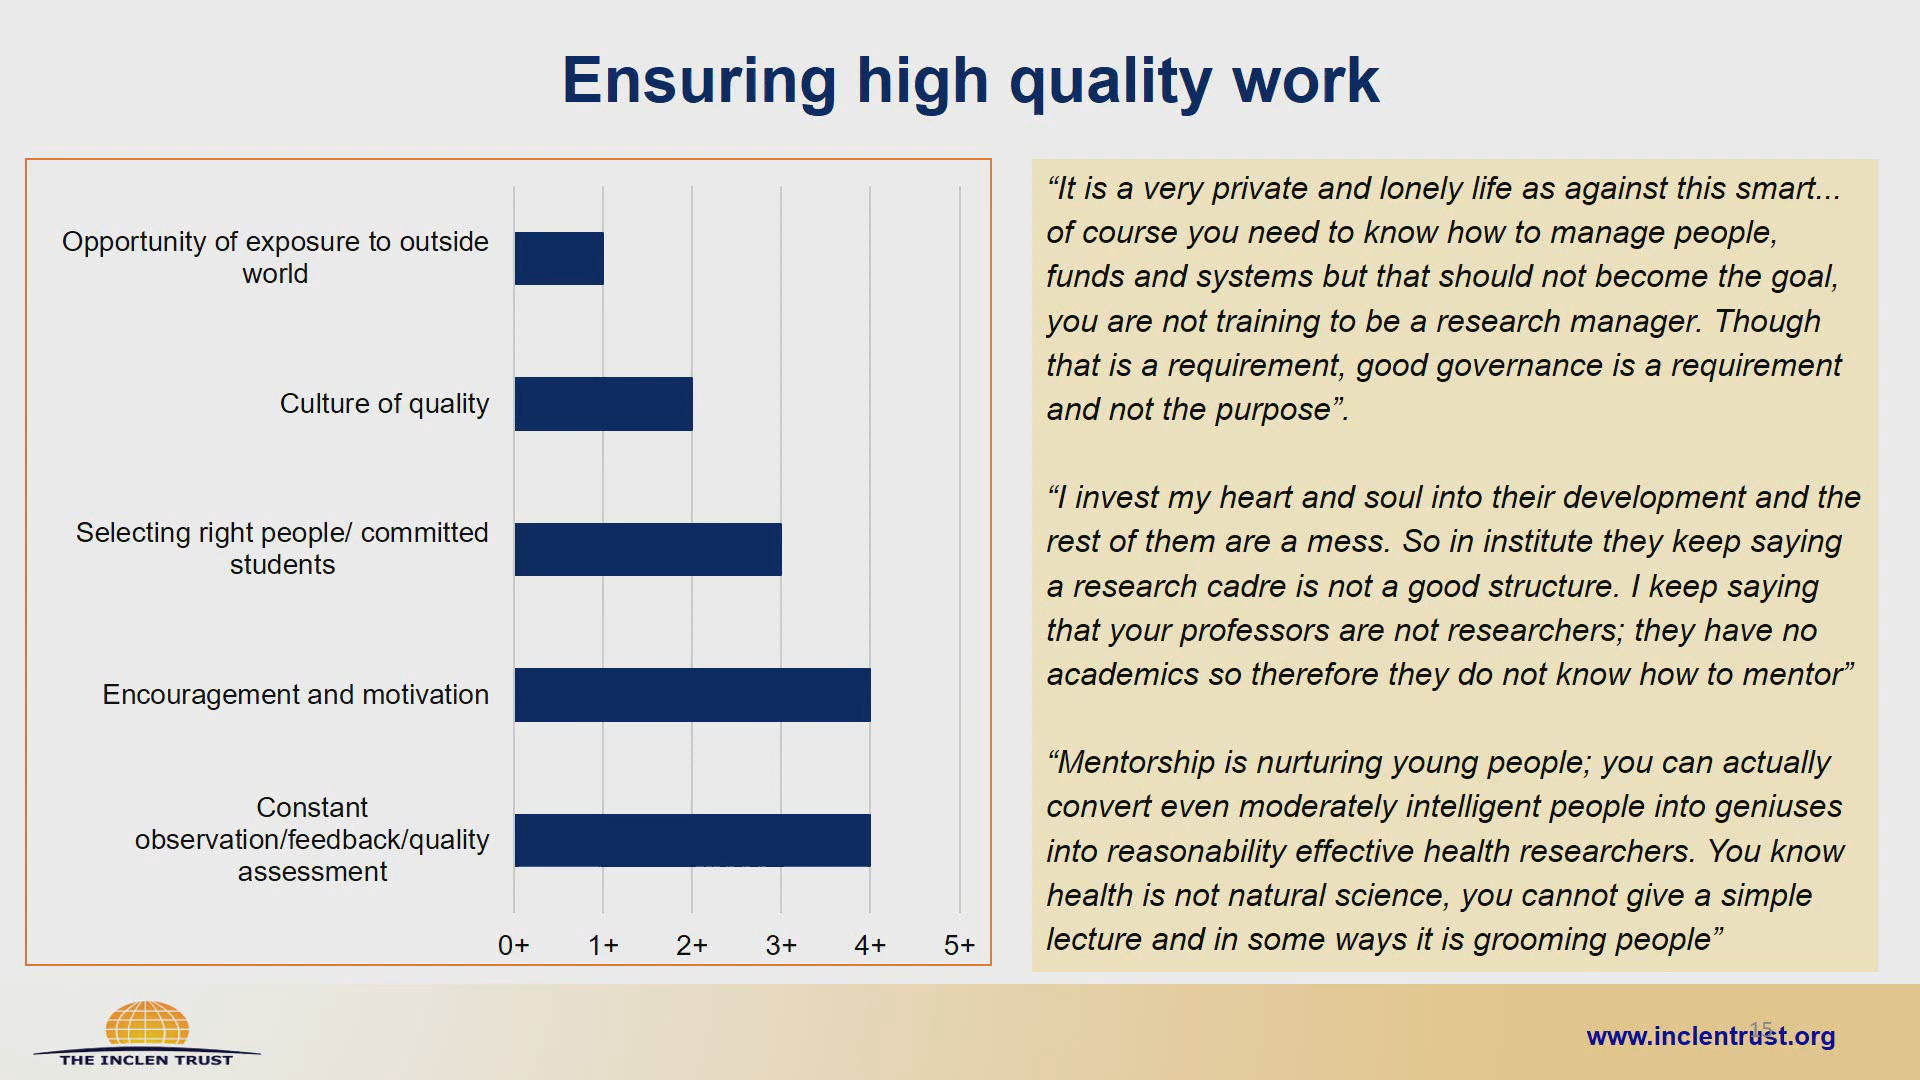 Ensuring high quality work
Opportunity of exposure to outside
world
Culture of quality
Selecting right people/ committed
students
Encouragement and motivation
Constant
observation/feedback/quality
assessment
0+ 1+ 2+ 3+ 4+ 5+
“It is a very private and lonely life as against this smart...
of course you need to know how to manage people,
funds and systems but that should not become the goal,
you are not training to be a research manager. Though
that is a requirement, good governance is a requirement
and not the purpose”.
“I invest my heart and soul into their development and the
rest of them are a mess. So in institute they keep saying
a research cadre is not a good structure. I keep saying
that your professors are not researchers; they have no
academics so therefore they do not know how to mentor”
“Mentorship is nurturing young people; you can actually
convert even moderately intelligent people into geniuses
into reasonability effective health researchers. You know
health is not natural science, you cannot give a simple
lecture and in some ways it is grooming people”
THE INCLEN TRUST
www.inclentrust.org
15